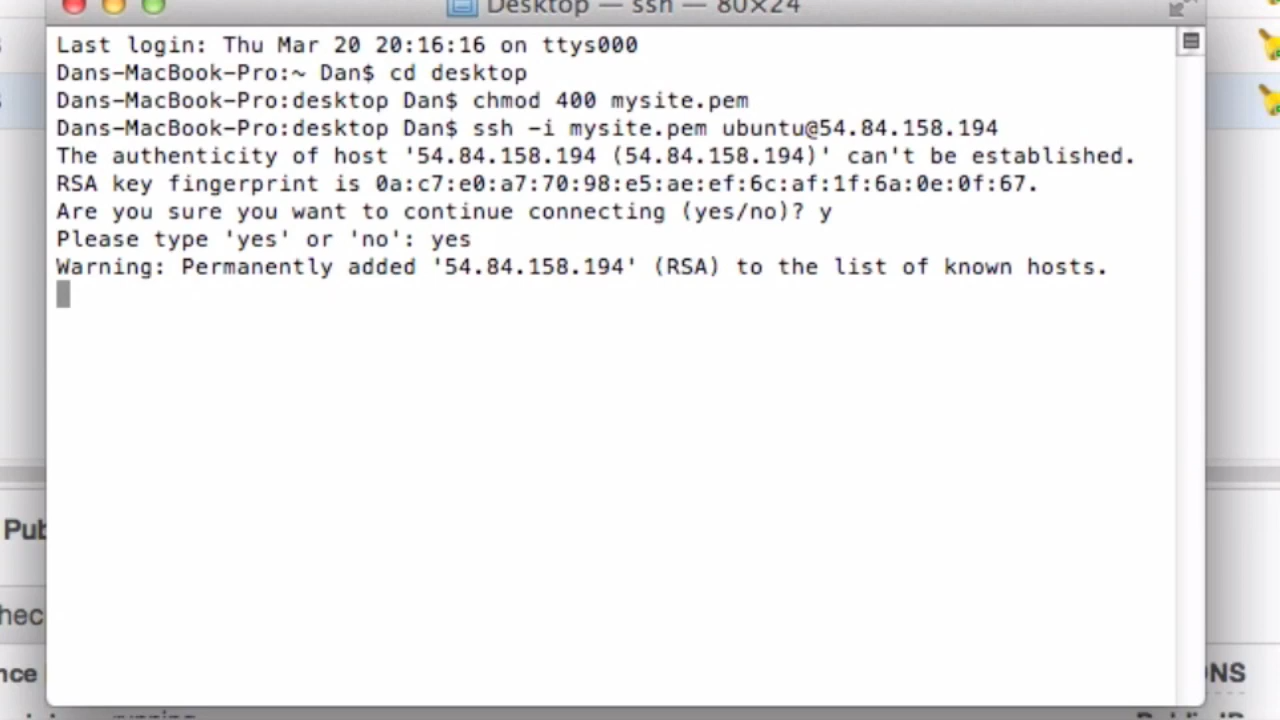 Desktop — ssh — 80×24
Last login: Thu Mar 20 20:16:16 on ttys000
Dans-MacBook-Pro:~ Dan$ cd desktop
Dans-MacBook-Pro:desktop Dan$ chmod 400 mysite.pem
Dans-MacBook-Pro:desktop Dan$ ssh -i mysite.pem ubuntu@54.84.158.194
The authenticity of host '54.84.158.194 (54.84.158.194)' can't be established.
RSA key fingerprint is 0a:c7:e0:a7:70:98:e5:ae:ef:6c:af:1f:6a:0e:0f:67.
Are you sure you want to continue connecting (yes/no)? y
Please type 'yes' or 'no': yes
Warning: Permanently added '54.84.158.194' (RSA) to the list of known hosts.
Pub
hec
nce